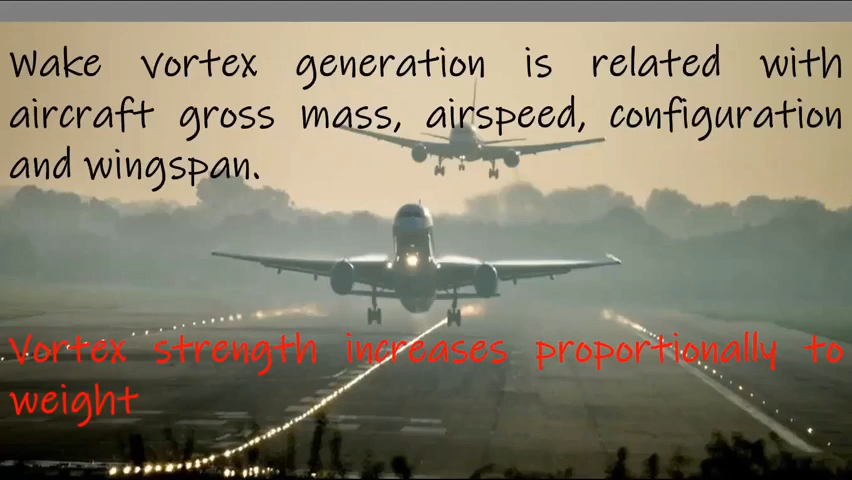 Wake vortex generation is related with
aircraft gross mass, airspeed, configuration
and wingspan.
Vortex strength increases proportionally to
weight